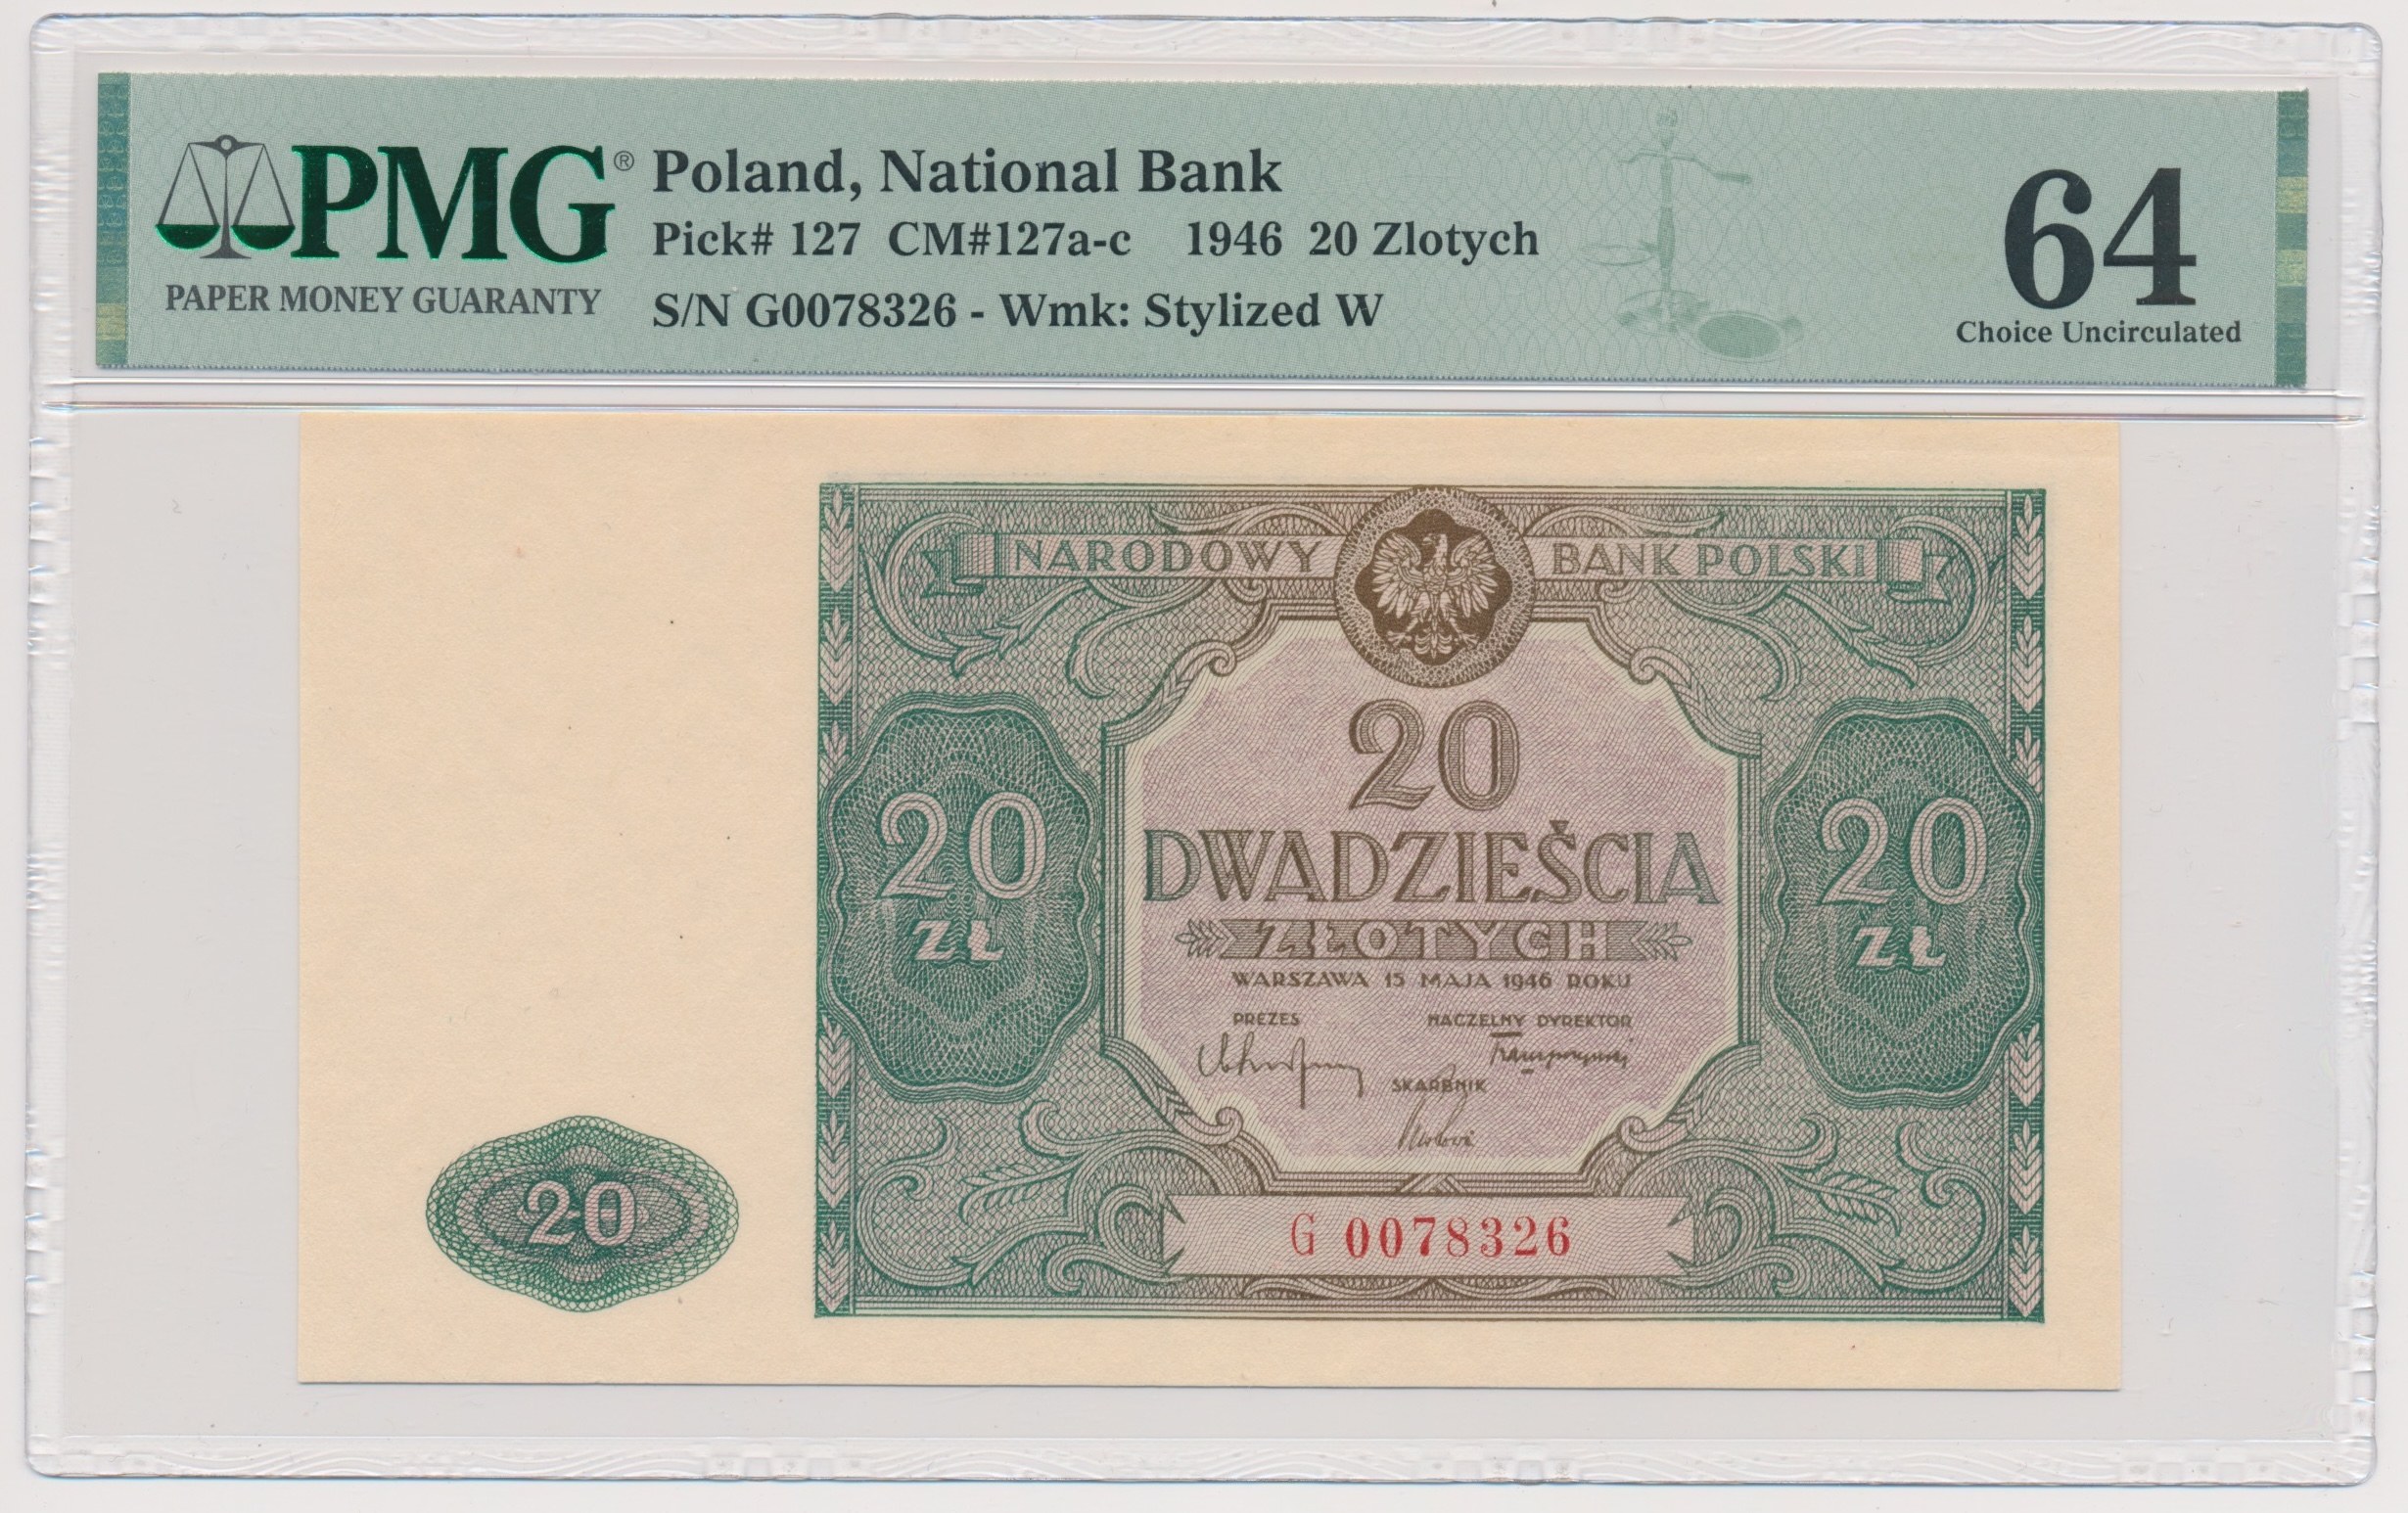 PMG®
PAPER MONEY GUARANTY
Poland, National Bank
Pick# 127 CM#127a-c 1946 20 Zlotych
S/N G0078326 - Wmk: Stylized W
64
Choice Uncirculated
NARODOWY BANK POLSKI
20
DWADZIEŚCIA
ZŁOTYCH
WARSZAWA 15 MAJA 1946 ROKU
PREZES NACZELNY DYREKTOR
SKARBNIK
20 ZŁ
20 ZŁ
20
G 0078326